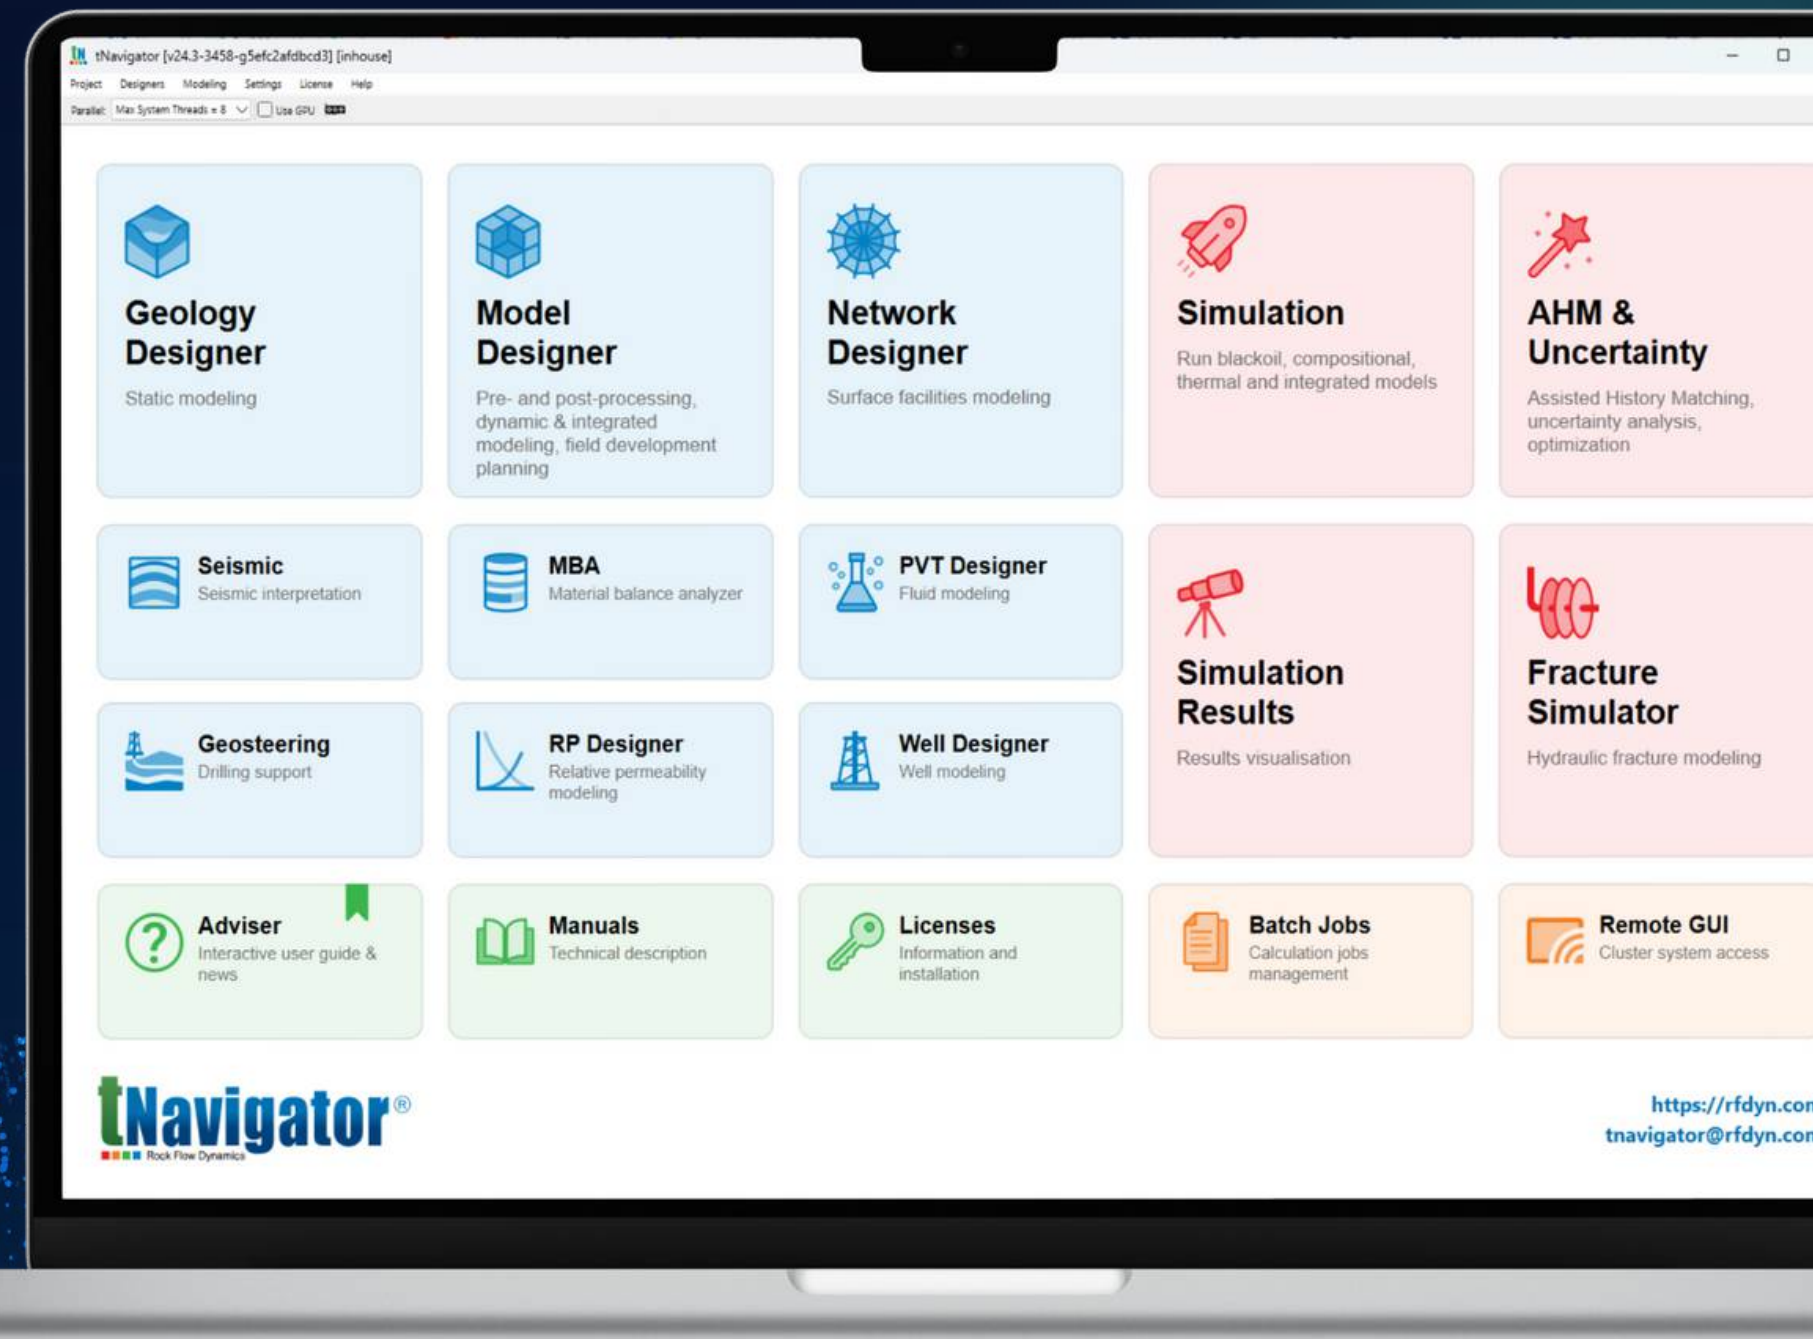 tNavigator [v24.3-3458-g5efc2afdbcd3] [inhouse]
Project Designers Modeling Settings License Help
Parallel: Max System Threads = 8 Use GPU
Geology
Designer
Static modeling
Model
Designer
Pre- and post-processing,
dynamic & integrated
modeling, field development
planning
Network
Designer
Surface facilities modeling
Simulation
Run blackoil, compositional,
thermal and integrated models
AHM &
Uncertainty
Assisted History Matching,
uncertainty analysis,
optimization
Seismic
Seismic interpretation
MBA
Material balance analyzer
PVT Designer
Fluid modeling
Simulation
Results
Results visualisation
Fracture
Simulator
Hydraulic fracture modeling
Geosteering
Drilling support
RP Designer
Relative permeability
modeling
Well Designer
Well modeling
Adviser
Interactive user guide &
news
Manuals
Technical description
Licenses
Information and
installation
Batch Jobs
Calculation jobs
management
Remote GUI
Cluster system access
tNavigator®
Rock Flow Dynamics
https://rfdyn.com
tnavigator@rfdyn.com